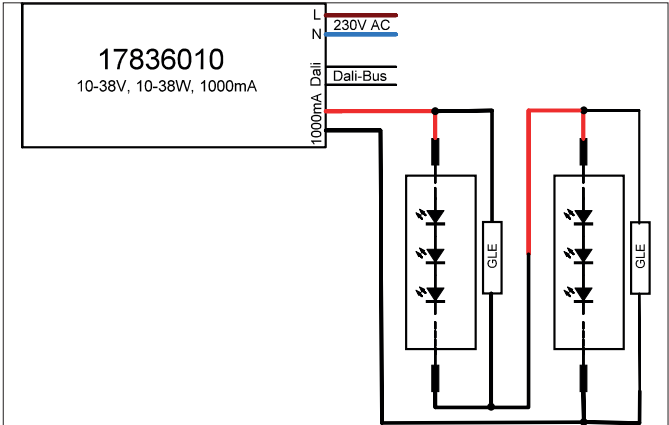 L
230V AC
N
17836010
10-38V, 10-38W, 1000mA
Dali
Dali-Bus
1000mA
GLE
GLE